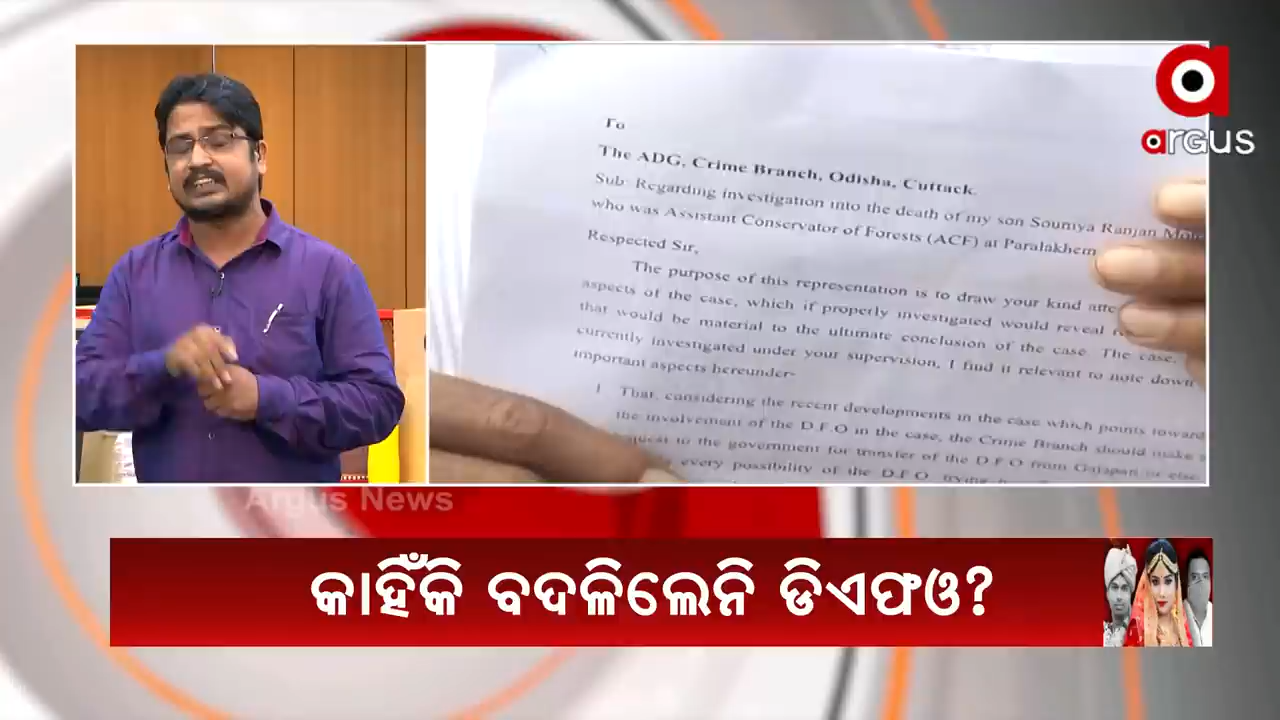 argus
To
The ADG, Crime Branch, Odisha, Cuttack.
Sub: Regarding investigation into the death of my son Soumya Ranjan
who was Assistant Conservator of Forests (ACF) at Paralakhem
Respected Sir,
The purpose of this representation is to draw your kind
aspects of the case, which if properly investigated would reveal
that would be material to the ultimate conclusion of the case. The case,
currently investigated under your supervision, I find it relevant to note down
important aspects hereunder-
1 That, considering the recent developments in the case which points toward
the involvement of the D.F.O in the case, the Crime Branch should make
to the government for transfer of the D.F.O from Gajapati or else
every possibility of the D.F.O trying
Argus News
କାହିଁକି ବଦଳିଲେନି ଡିଏଫଓ?